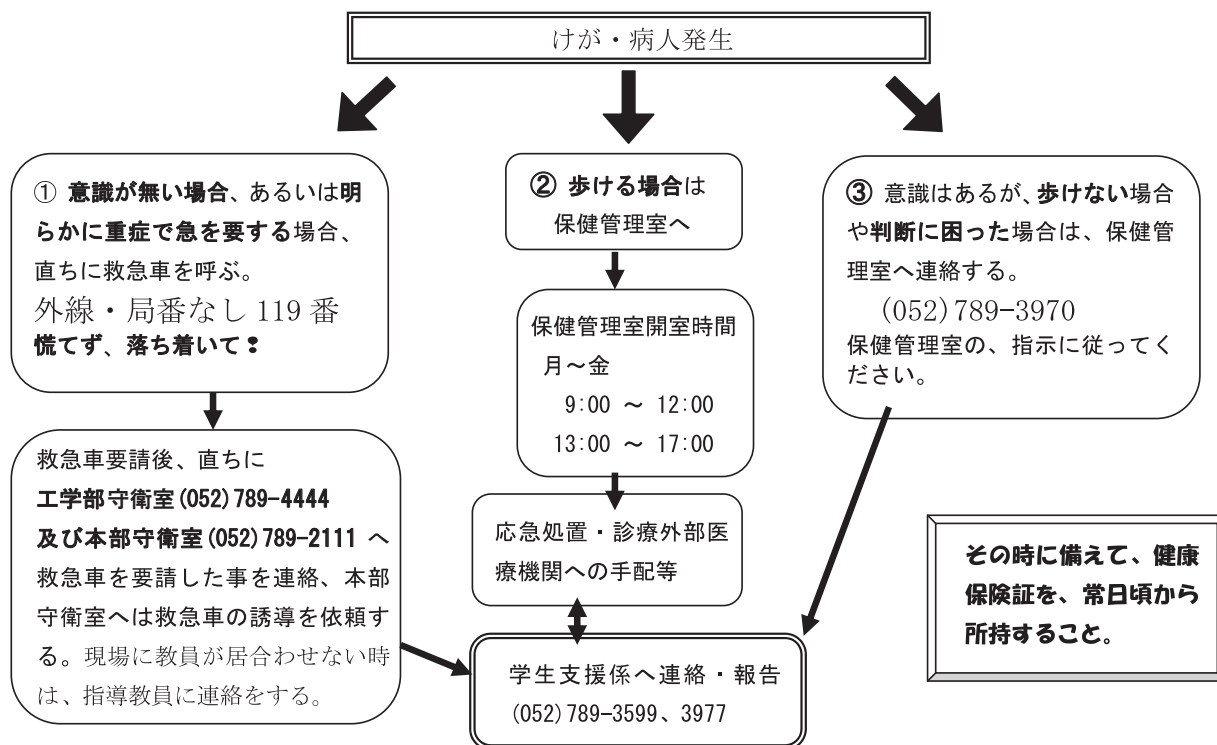 けが・病人発生
① 意識が無い場合、あるいは明
らかに重症で急を要する場合、
直ちに救急車を呼ぶ。
外線・局番なし 119 番
慌てず、落ち着いて❢
救急車要請後、直ちに
工学部守衛室(052)789-4444
及び本部守衛室(052)789-2111 へ
救急車を要請した事を連絡、本部
守衛室へは救急車の誘導を依頼す
る。現場に教員が居合わせない時
は、指導教員に連絡をする。
② 歩ける場合は
保健管理室へ
保健管理室開室時間
月～金
9:00 ～ 12:00
13:00 ～ 17:00
応急処置・診療外部医
療機関への手配等
学生支援係へ連絡・報告
(052)789-3599、3977
③ 意識はあるが、歩けない場合
や判断に困った場合は、保健管
理室へ連絡する。
(052)789-3970
保健管理室の、指示に従ってく
ださい。
その時に備えて、健康
保険証を、常日頃から
所持すること。